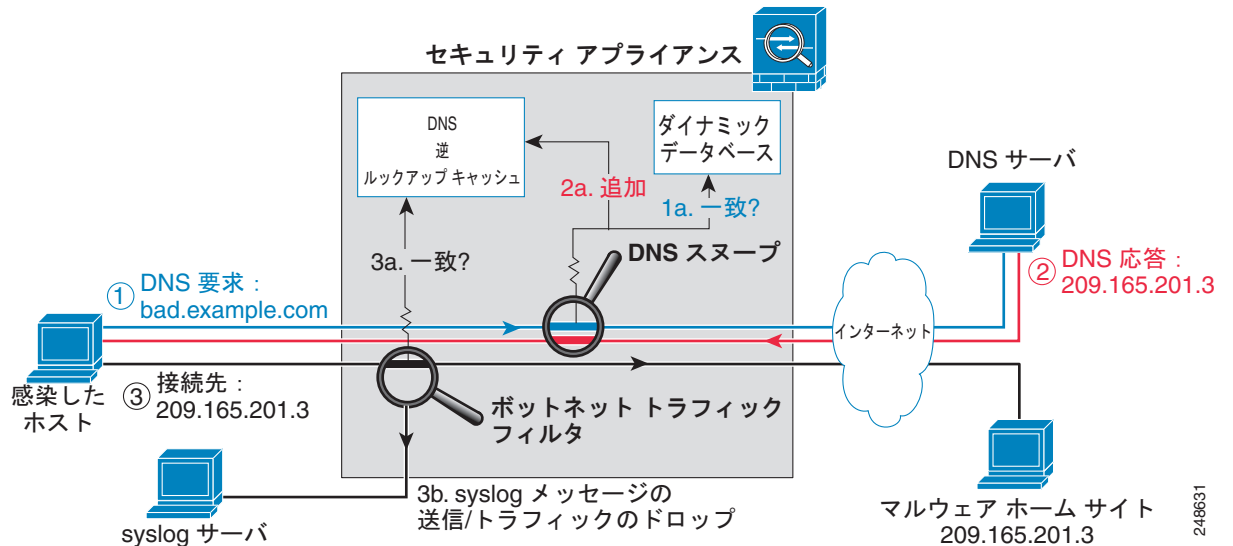 セキュリティ アプライアンス
DNS
逆
ルックアップ キャッシュ
ダイナミック
データベース
2a. 追加
1a. 一致?
3a. 一致?
DNS スヌープ
DNS サーバ
① DNS 要求：
bad.example.com
② DNS 応答：
209.165.201.3
インターネット
感染した
ホスト
③ 接続先：
209.165.201.3
ボットネット トラフィック
フィルタ
3b. syslog メッセージの
送信/トラフィックのドロップ
syslog サーバ
マルウェア ホーム サイト
209.165.201.3
248631